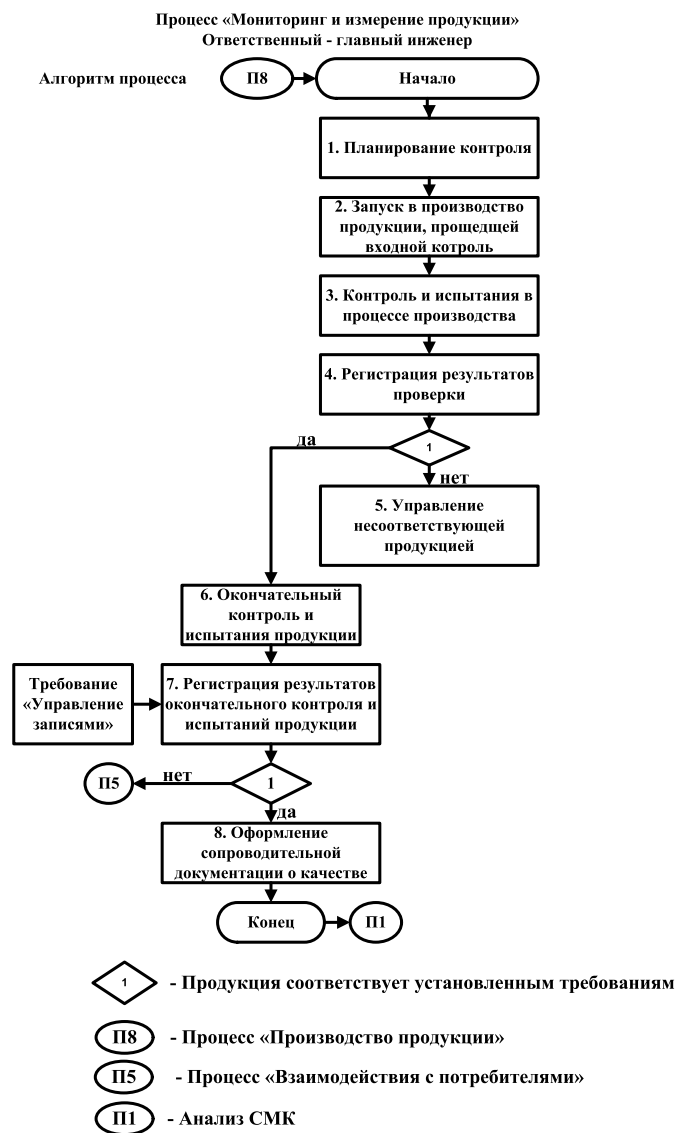 Процесс «Мониторинг и измерение продукции»
Ответственный - главный инженер
Алгоритм процесса
П8
Начало
1. Планирование контроля
2. Запуск в производство
продукции, прощедщей
входной котроль
3. Контроль и испытания в
процессе производства
4. Регистрация результатов
проверки
1
да
нет
5. Управление
несоответствующей
продукцией
6. Окончательный
контроль и
испытания продукции
Требование
«Управление
записями»
7. Регистрация результатов
окончательного контроля и
испытаний продукции
П5
нет
1
да
8. Оформление
сопроводительной
документации о качестве
Конец
П1
1 - Продукция соответствует установленным требованиям
П8 - Процесс «Производство продукции»
П5 - Процесс «Взаимодействия с потребителями»
П1 - Анализ СМК